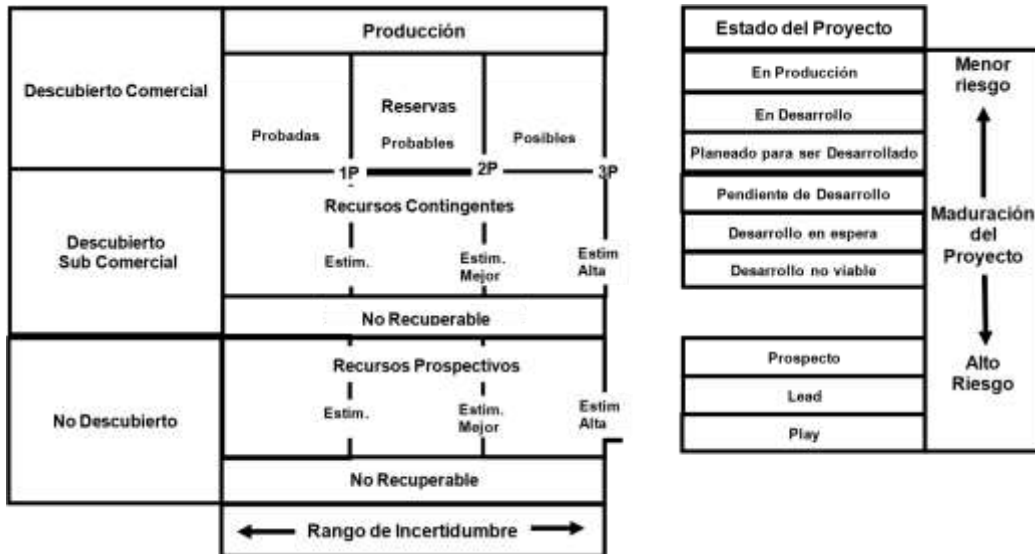 Producción
Descubierto Comercial
Reservas
Probadas
Probables
Posibles
1P
2P
3P
Recursos Contingentes
Descubierto
Sub Comercial
Estim.
Estim.
Mejor
Estim
Alta
No Recuperable
Recursos Prospectivos
No Descubierto
Estim.
Estim.
Mejor
Estim
Alta
No Recuperable
Rango de Incertidumbre
Estado del Proyecto
En Producción
En Desarrollo
Planeado para ser Desarrollado
Pendiente de Desarrollo
Desarrollo en espera
Desarrollo no viable
Prospecto
Lead
Play
Menor
riesgo
Maduración
del
Proyecto
Alto
Riesgo